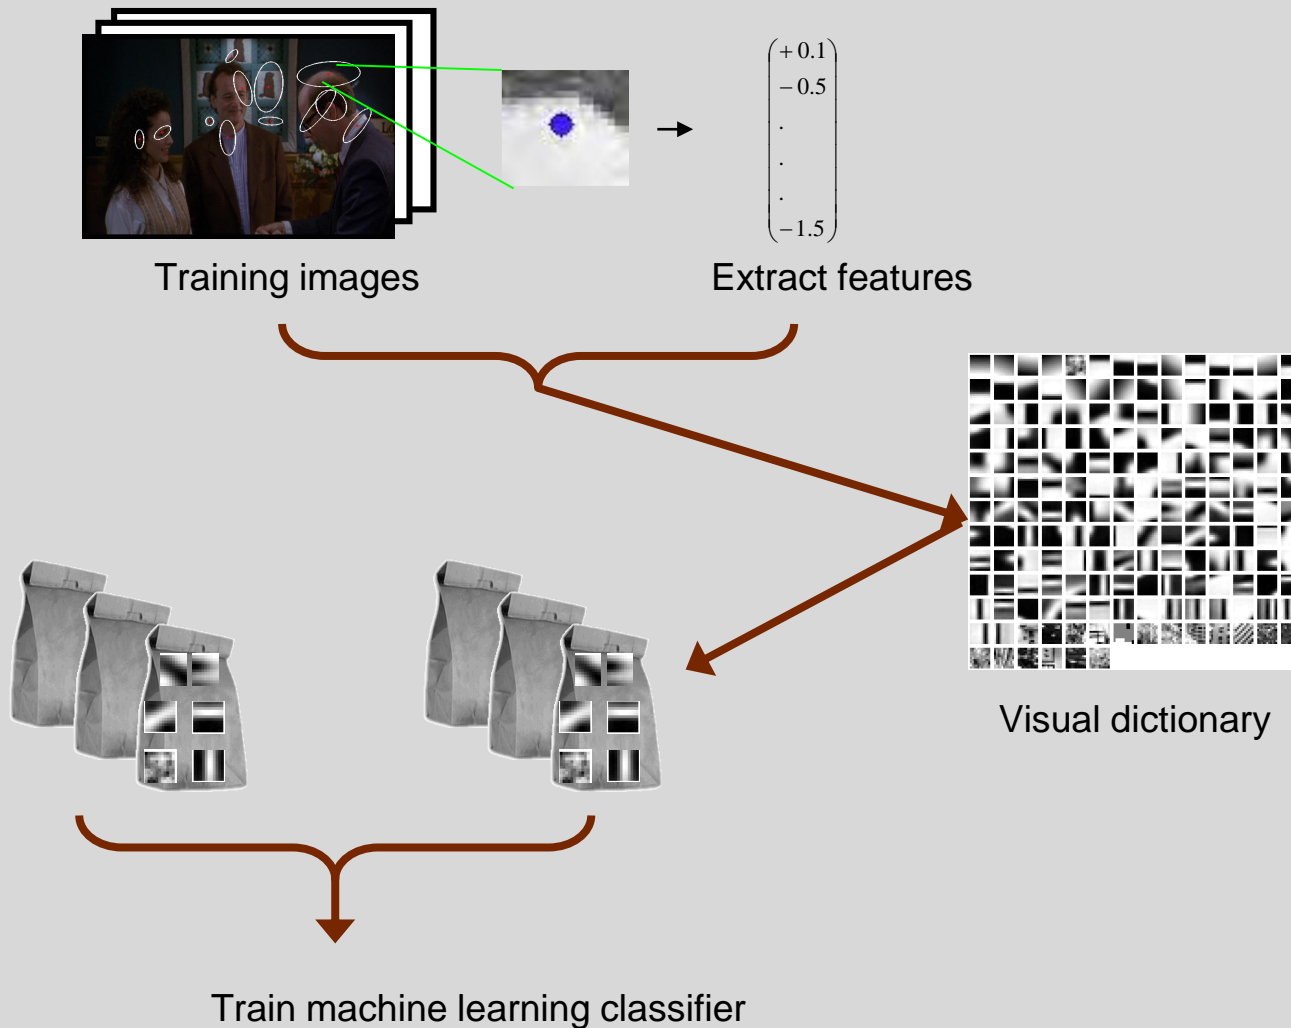 + 0.1
− 0.5
.
.
.
− 1.5
Training images
Extract features
Visual dictionary
Train machine learning classifier